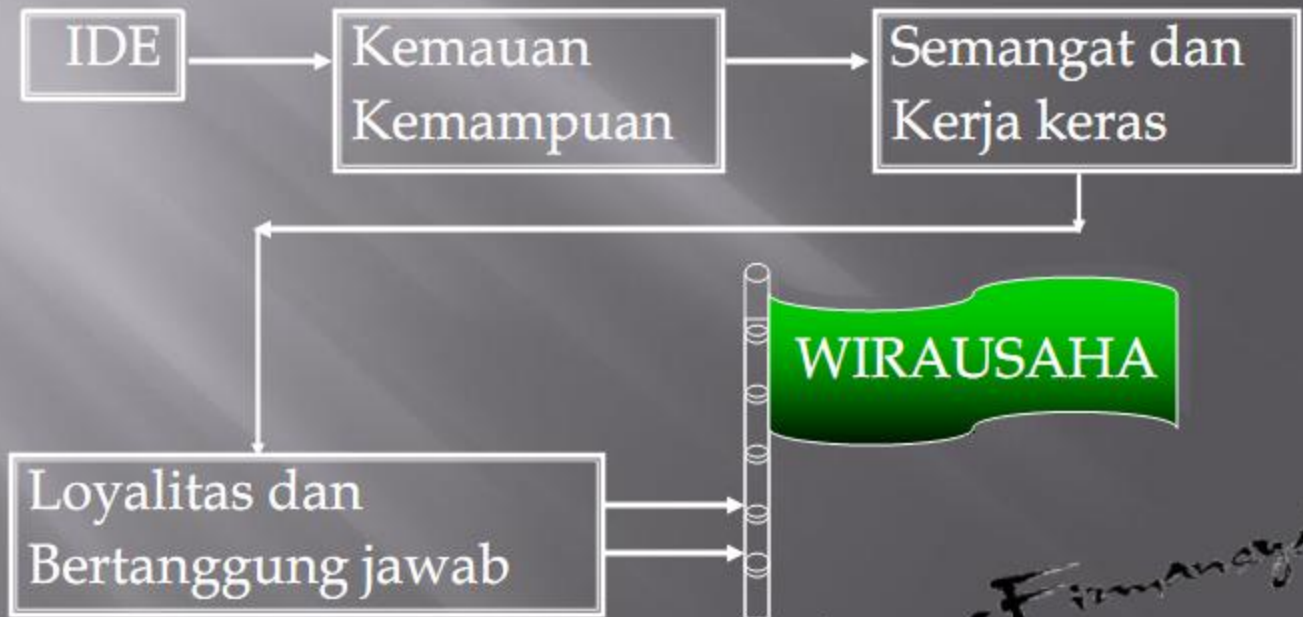 IDE
Kemauan
Kemampuan
Semangat dan
Kerja keras
WIRAUSAHA
Loyalitas dan
Bertanggung jawab